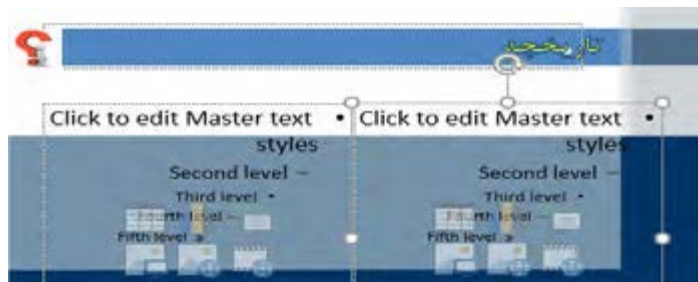 تاریخچه
• Click to edit Master text styles
– Second level
• Third level
– Fourth level
» Fifth level
• Click to edit Master text styles
– Second level
• Third level
– Fourth level
» Fifth level